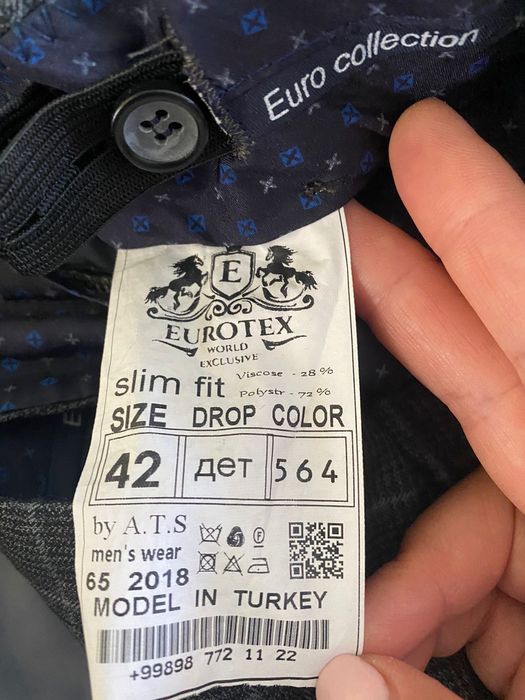 Euro collection
E
EUROTEX
WORLD
EXCLUSIVE
slim fit
Viscose - 28 %
Polystr - 72 %
SIZE DROP COLOR
42 дет 564
by A.T.S
men's wear
65 2018
MODEL IN TURKEY
+99898 772 11 22